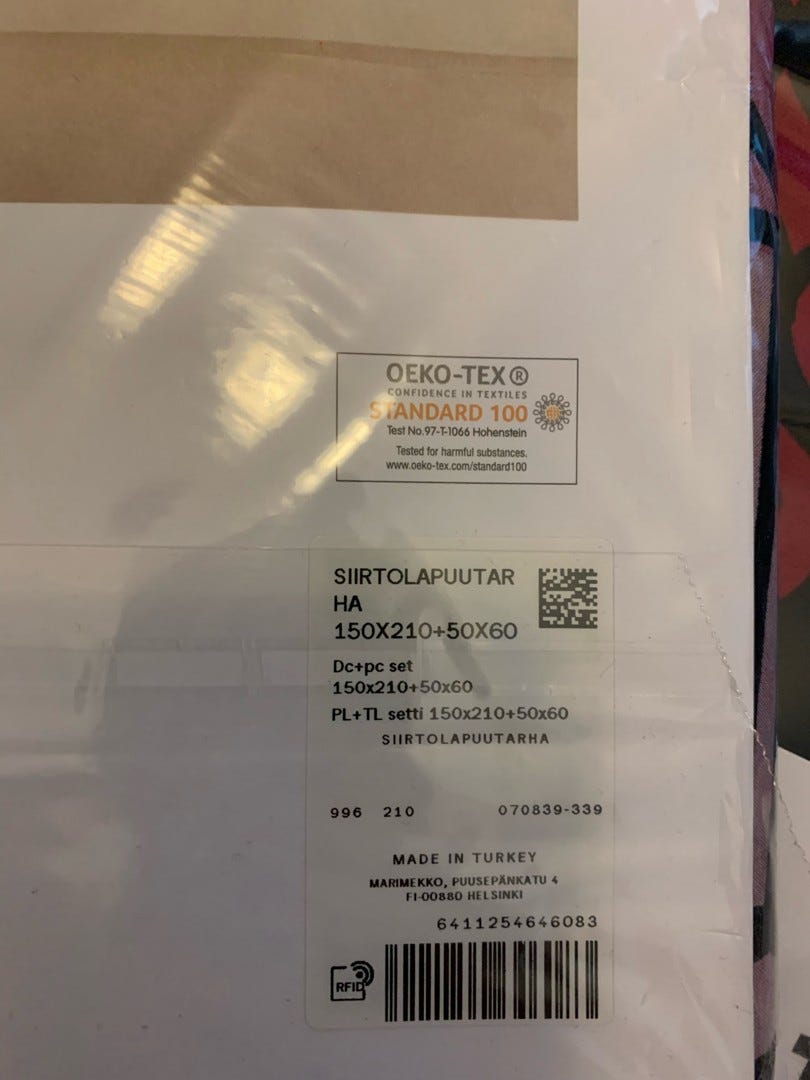 OEKO-TEX®
CONFIDENCE IN TEXTILES
STANDARD 100
Test No.97-T-1066 Hohenstein
Tested for harmful substances.
www.oeko-tex.com/standard100
SIIRTOLAPUUTAR
HA
150X210+50X60
Dc+pc set
150x210+50x60
PL+TL setti 150x210+50x60
SIIRTOLAPUUTARHA
996 210 070839-339
MADE IN TURKEY
MARIMEKKO, PUUSEPÄNKATU 4
FI-00880 HELSINKI
6411254646083
RFID